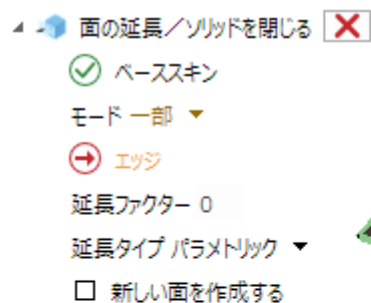 面の延長／ソリッドを閉じる
ベーススキン
モード 一部
エッジ
延長ファクター 0
延長タイプ パラメトリック
新しい面を作成する